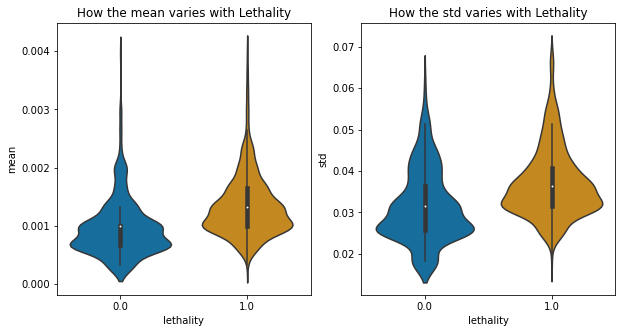 How the mean varies with Lethality
0.004
0.003
0.002
0.001
0.000
mean
0.0
1.0
lethality
How the std varies with Lethality
0.07
0.06
0.05
0.04
0.03
0.02
std
0.0
1.0
lethality